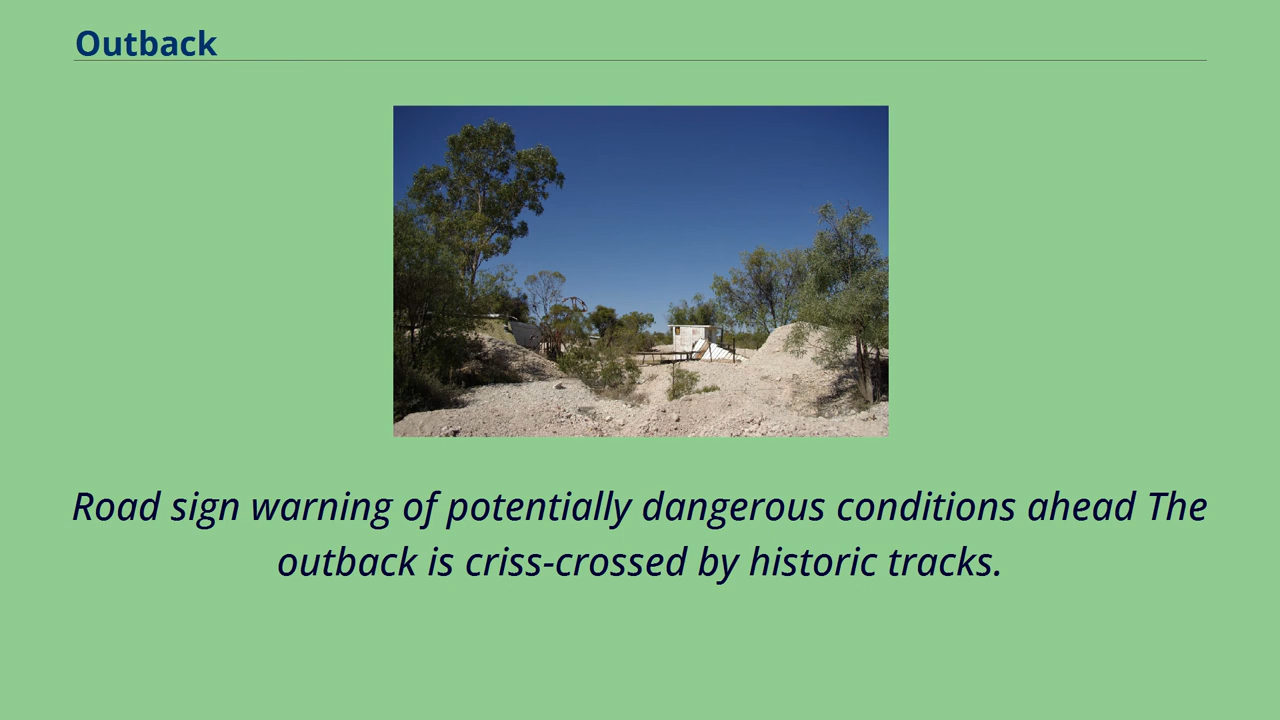 Outback
Road sign warning of potentially dangerous conditions ahead The
outback is criss-crossed by historic tracks.